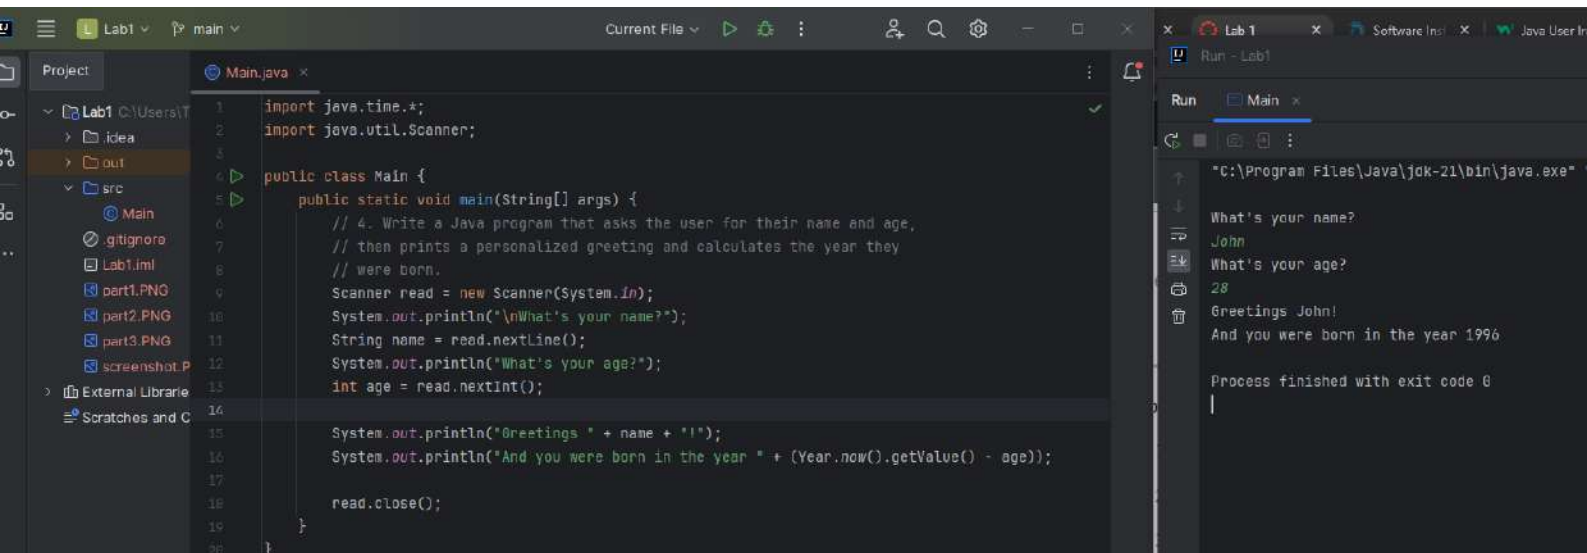 Lab1
main
Current File
Project
Main.java
Lab1 C:\Users\T
.idea
out
src
Main
.gitignore
Lab1.iml
part1.PNG
part2.PNG
part3.PNG
screenshot.P
External Librarie
Scratches and C
1 import java.time.*;
2 import java.util.Scanner;
3
4 public class Main {
5 public static void main(String[] args) {
6 // 4. Write a Java program that asks the user for their name and age,
7 // then prints a personalized greeting and calculates the year they
8 // were born.
9 Scanner read = new Scanner(System.in);
10 System.out.println("\nWhat's your name?");
11 String name = read.nextLine();
12 System.out.println("What's your age?");
13 int age = read.nextInt();
14
15 System.out.println("Greetings " + name + "!");
16 System.out.println("And you were born in the year " + (Year.now().getValue() - age));
17
18 read.close();
19 }
20 }
Lab 1
Software Ins
Java User In
Run - Lab1
Run
Main
"C:\Program Files\Java\jdk-21\bin\java.exe"
What's your name?
John
What's your age?
28
Greetings John!
And you were born in the year 1996
Process finished with exit code 0